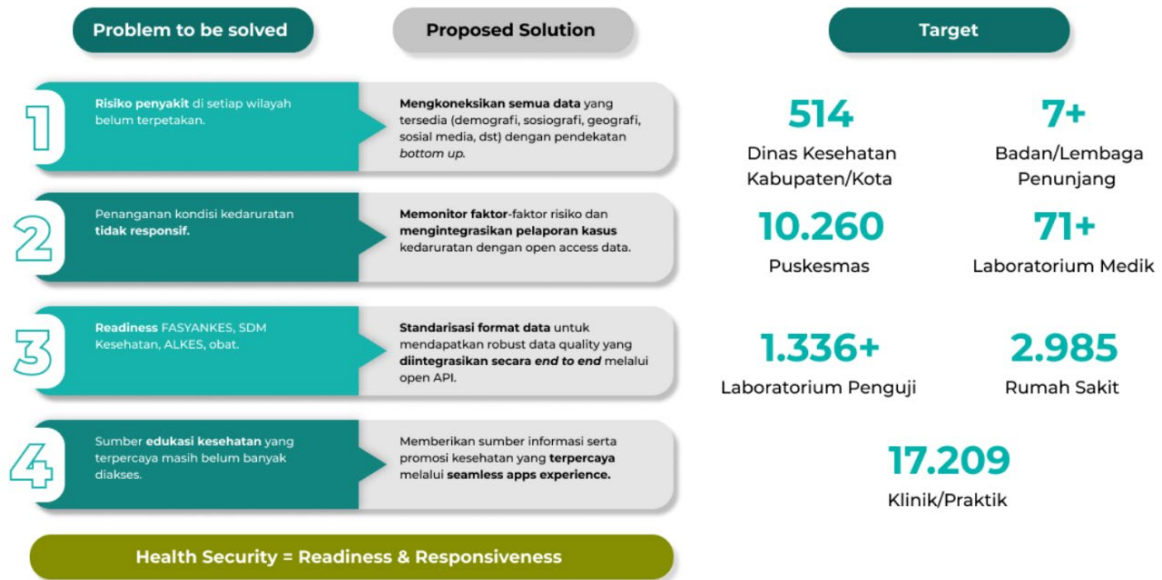 Problem to be solved
Proposed Solution
1
Risiko penyakit di setiap wilayah
belum terpetakan.
Mengkoneksikan semua data yang
tersedia (demografi, sosiografi, geografi,
sosial media, dst) dengan pendekatan
bottom up.
2
Penanganan kondisi kedaruratan
tidak responsif.
Memonitor faktor-faktor risiko dan
mengintegrasikan pelaporan kasus
kedaruratan dengan open access data.
3
Readiness FASYANKES, SDM
Kesehatan, ALKES, obat.
Standarisasi format data untuk
mendapatkan robust data quality yang
diintegrasikan secara end to end melalui
open API.
4
Sumber edukasi kesehatan yang
terpercaya masih belum banyak
diakses.
Memberikan sumber informasi serta
promosi kesehatan yang terpercaya
melalui seamless apps experience.
Health Security = Readiness & Responsiveness
Target
514
Dinas Kesehatan
Kabupaten/Kota
7+
Badan/Lembaga
Penunjang
10.260
Puskesmas
71+
Laboratorium Medik
1.336+
Laboratorium Penguji
2.985
Rumah Sakit
17.209
Klinik/Praktik